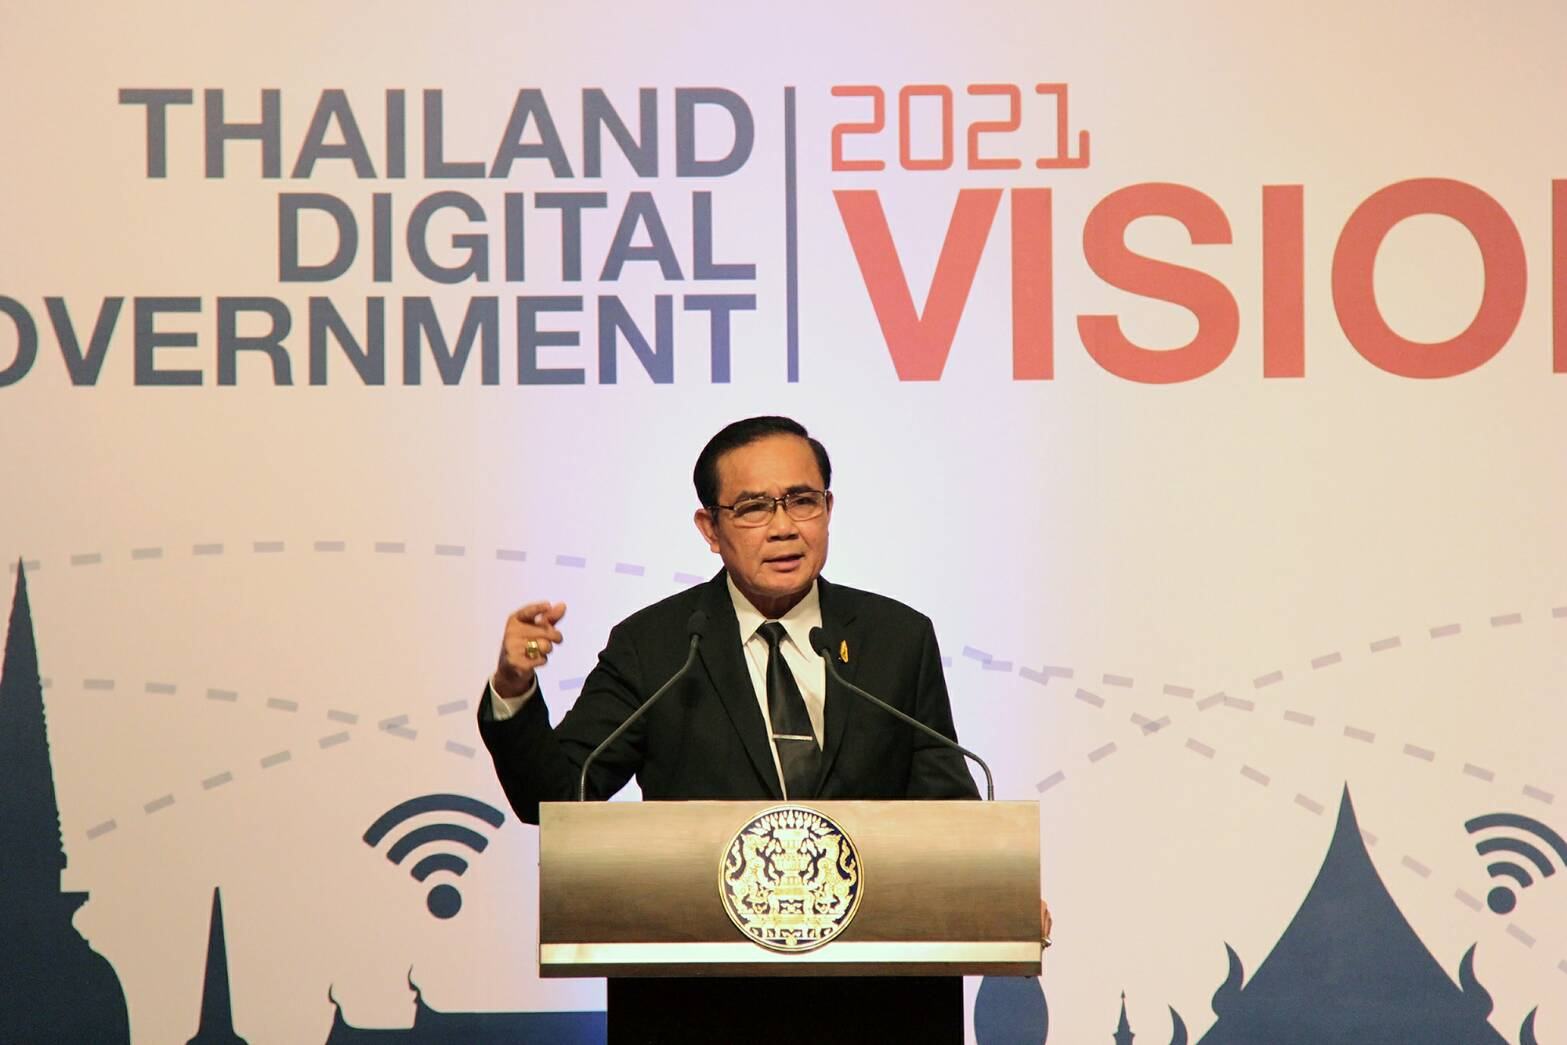 THAILAND
DIGITAL
OVERNMENT
2021
VISIO